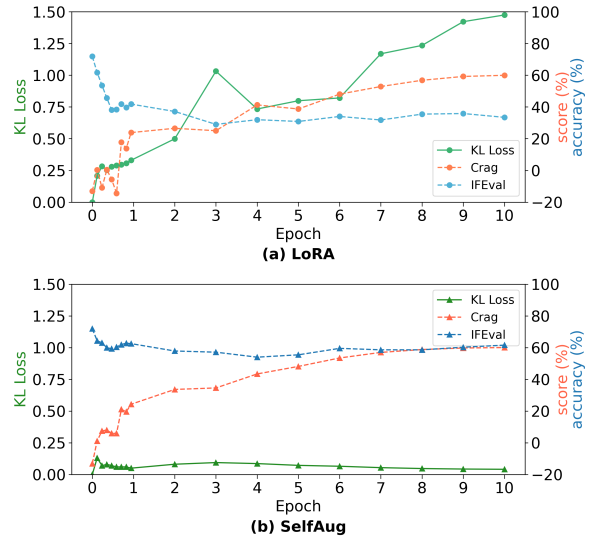 1.50
1.25
1.00
0.75
0.50
0.25
0.00
KL Loss
100
80
60
40
20
0
−20
score (%)
accuracy (%)
KL Loss
Crag
IFEval
0 1 2 3 4 5 6 7 8 9 10
Epoch
(a) LoRA
1.50
1.25
1.00
0.75
0.50
0.25
0.00
KL Loss
100
80
60
40
20
0
−20
score (%)
accuracy (%)
KL Loss
Crag
IFEval
0 1 2 3 4 5 6 7 8 9 10
Epoch
(b) SelfAug